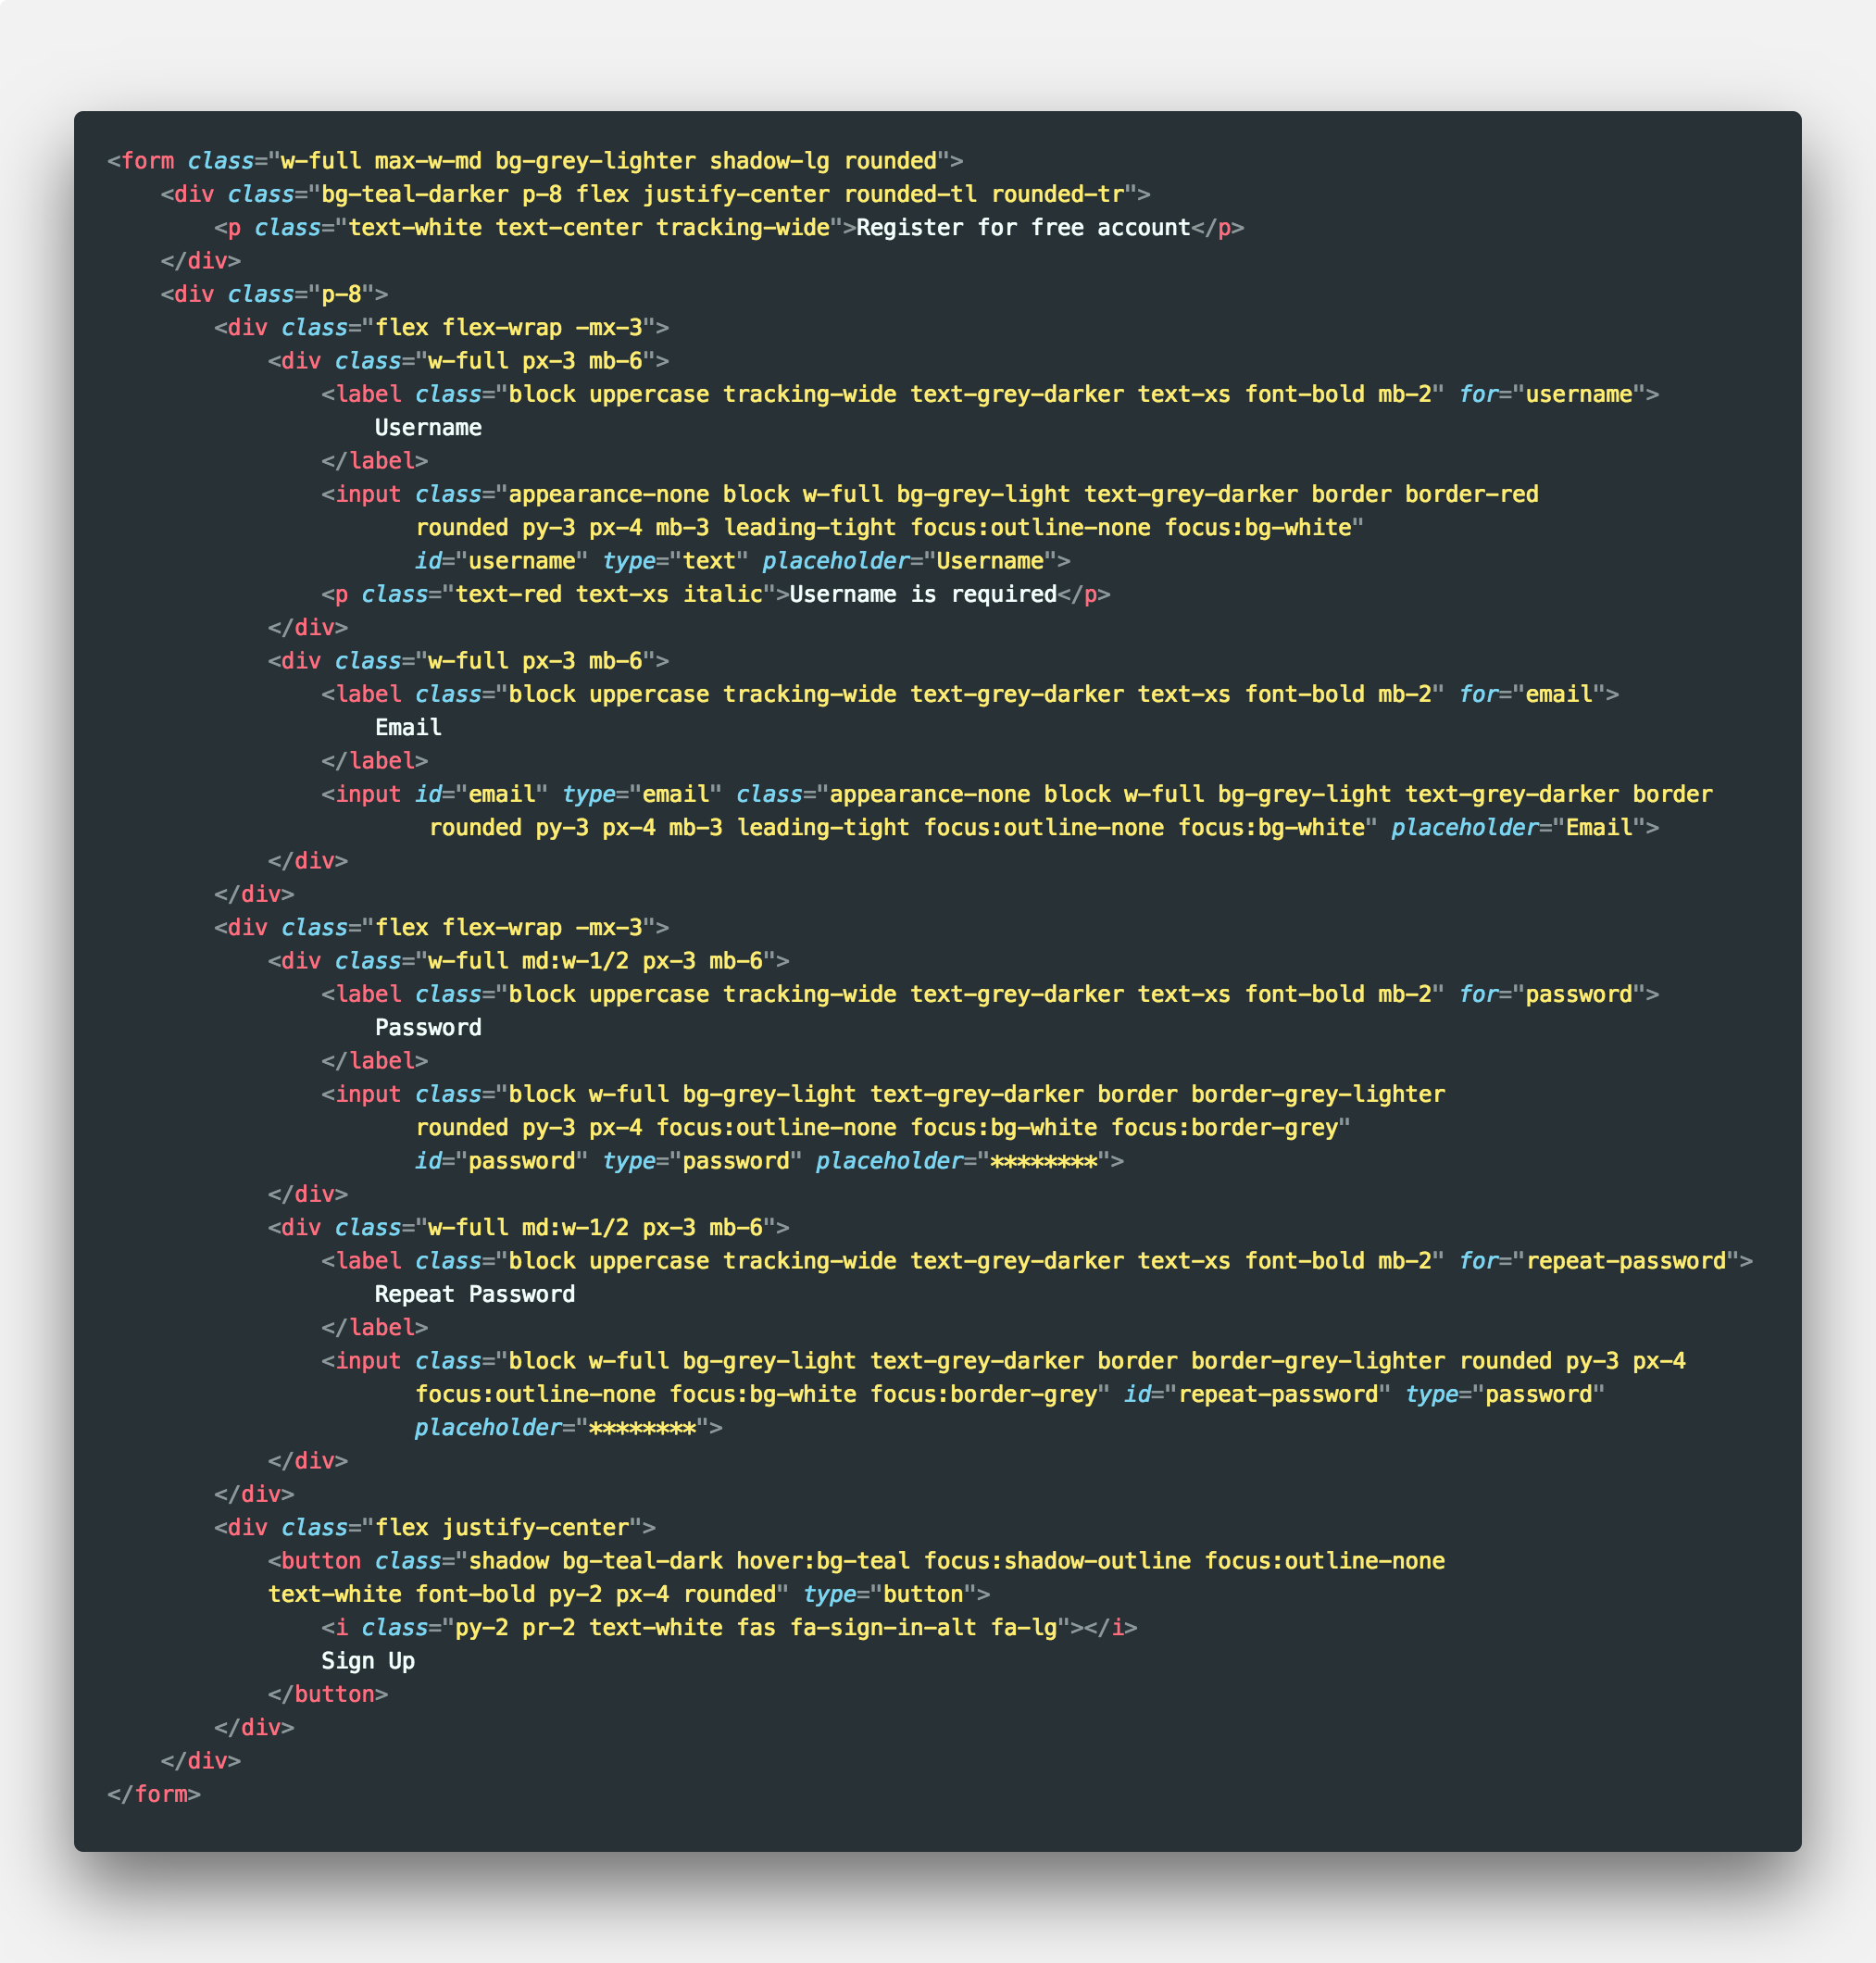 <form class="w-full max-w-md bg-grey-lighter shadow-lg rounded">
    <div class="bg-teal-darker p-8 flex justify-center rounded-tl rounded-tr">
        <p class="text-white text-center tracking-wide">Register for free account</p>
    </div>
    <div class="p-8">
        <div class="flex flex-wrap -mx-3">
            <div class="w-full px-3 mb-6">
                <label class="block uppercase tracking-wide text-grey-darker text-xs font-bold mb-2" for="username">
                    Username
                </label>
                <input class="appearance-none block w-full bg-grey-light text-grey-darker border border-red
                       rounded py-3 px-4 mb-3 leading-tight focus:outline-none focus:bg-white"
                       id="username" type="text" placeholder="Username">
                <p class="text-red text-xs italic">Username is required</p>
            </div>
            <div class="w-full px-3 mb-6">
                <label class="block uppercase tracking-wide text-grey-darker text-xs font-bold mb-2" for="email">
                    Email
                </label>
                <input id="email" type="email" class="appearance-none block w-full bg-grey-light text-grey-darker border
                        rounded py-3 px-4 mb-3 leading-tight focus:outline-none focus:bg-white" placeholder="Email">
            </div>
        </div>
        <div class="flex flex-wrap -mx-3">
            <div class="w-full md:w-1/2 px-3 mb-6">
                <label class="block uppercase tracking-wide text-grey-darker text-xs font-bold mb-2" for="password">
                    Password
                </label>
                <input class="block w-full bg-grey-light text-grey-darker border border-grey-lighter
                       rounded py-3 px-4 focus:outline-none focus:bg-white focus:border-grey"
                       id="password" type="password" placeholder="********">
            </div>
            <div class="w-full md:w-1/2 px-3 mb-6">
                <label class="block uppercase tracking-wide text-grey-darker text-xs font-bold mb-2" for="repeat-password">
                    Repeat Password
                </label>
                <input class="block w-full bg-grey-light text-grey-darker border border-grey-lighter rounded py-3 px-4
                       focus:outline-none focus:bg-white focus:border-grey" id="repeat-password" type="password"
                       placeholder="********">
            </div>
        </div>
        <div class="flex justify-center">
            <button class="shadow bg-teal-dark hover:bg-teal focus:shadow-outline focus:outline-none
            text-white font-bold py-2 px-4 rounded" type="button">
                <i class="py-2 pr-2 text-white fas fa-sign-in-alt fa-lg"></i>
                Sign Up
            </button>
        </div>
    </div>
</form>